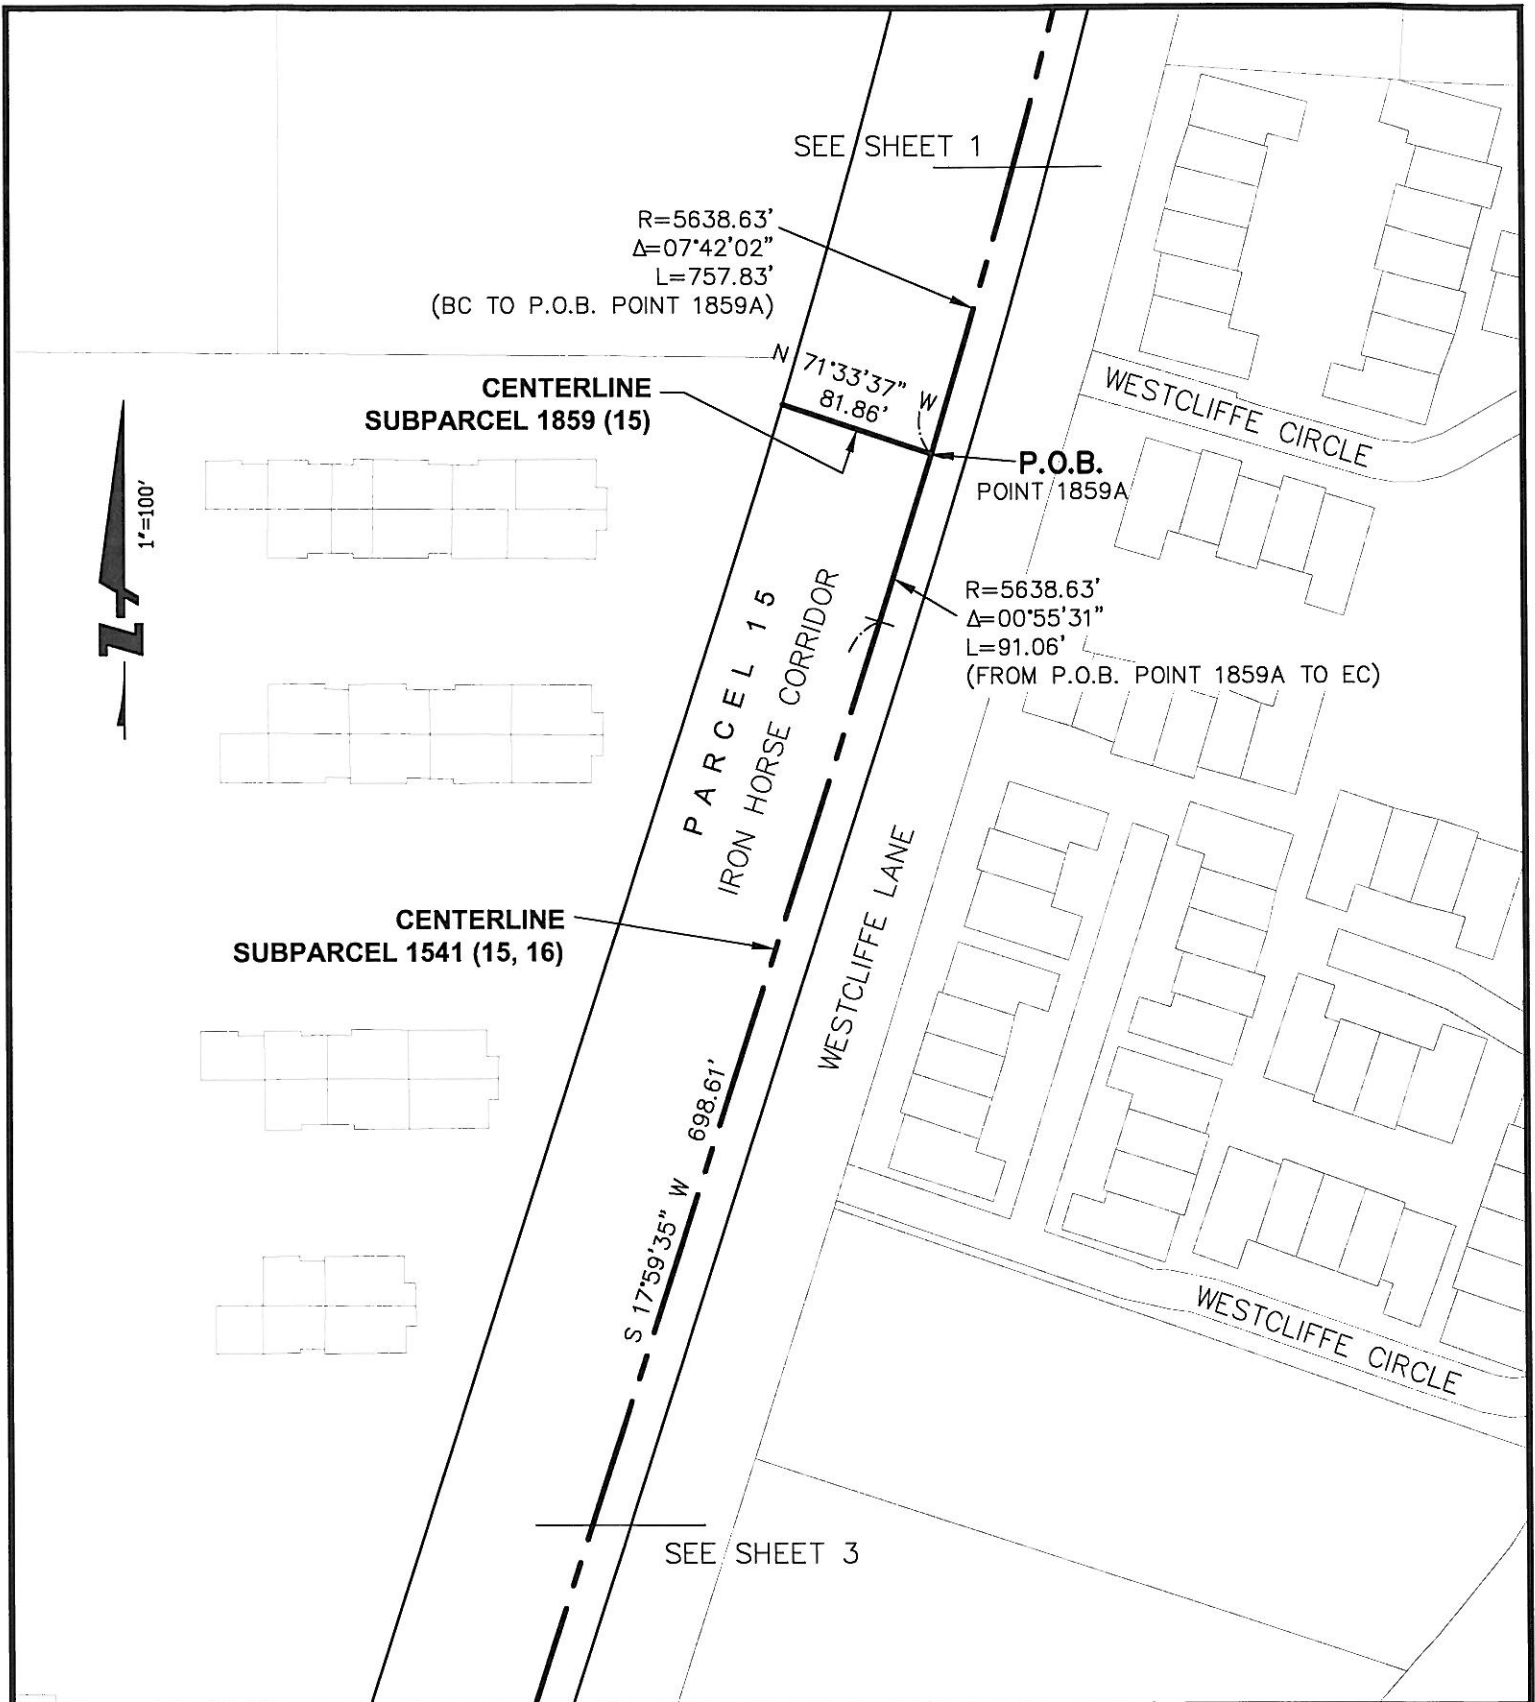 SEE SHEET 1
R=5638.63'
Δ=07°42'02"
L=757.83'
(BC TO P.O.B. POINT 1859A)
N 71°33'37" W
81.86'
CENTERLINE
SUBPARCEL 1859 (15)
WESTCLIFFE CIRCLE
P.O.B.
POINT 1859A
1"=100'
N
R=5638.63'
Δ=00°55'31"
L=91.06'
(FROM P.O.B. POINT 1859A TO EC)
PARCEL 15
IRON HORSE CORRIDOR
WESTCLIFFE LANE
CENTERLINE
SUBPARCEL 1541 (15, 16)
S 17°59'35" W 698.61'
WESTCLIFFE CIRCLE
SEE SHEET 3